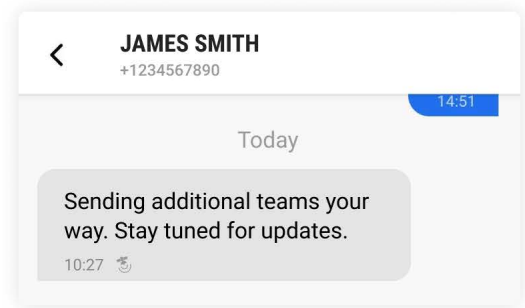 JAMES SMITH
+1234567890
14:51
Today
Sending additional teams your
way. Stay tuned for updates.
10:27